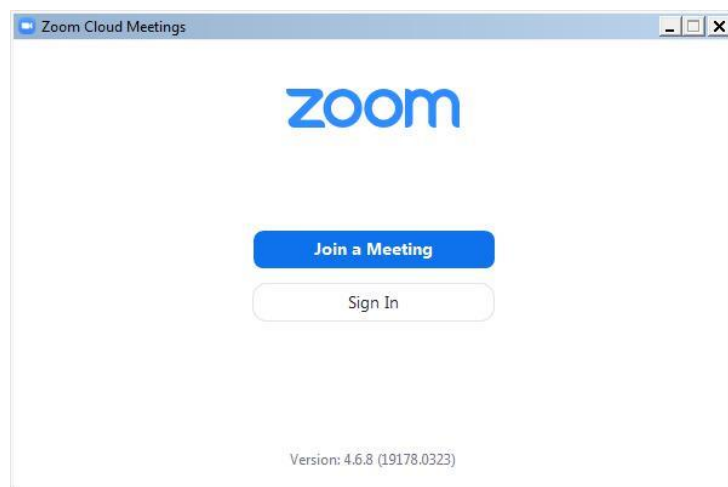 Zoom Cloud Meetings
zoom
Join a Meeting
Sign In
Version: 4.6.8 (19178.0323)